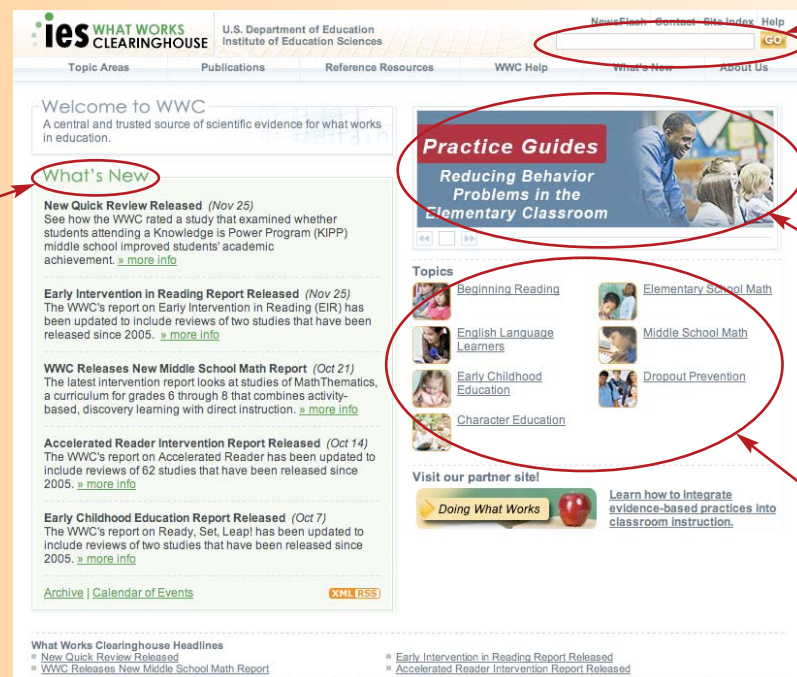 ies WHAT WORKS CLEARINGHOUSE
U.S. Department of Education
Institute of Education Sciences
NewsFlash Contact Site Index Help
GO
Topic Areas Publications Reference Resources WWC Help What's New About Us
Welcome to WWC
A central and trusted source of scientific evidence for what works
in education.
What's New
New Quick Review Released (Nov 25)
See how the WWC rated a study that examined whether
students attending a Knowledge is Power Program (KIPP)
middle school improved students' academic
achievement. » more info
Early Intervention in Reading Report Released (Nov 25)
The WWC's report on Early Intervention in Reading (EIR) has
been updated to include reviews of two studies that have been
released since 2005. » more info
WWC Releases New Middle School Math Report (Oct 21)
The latest intervention report looks at studies of MathThematics,
a curriculum for grades 6 through 8 that combines activity-
based, discovery learning with direct instruction. » more info
Accelerated Reader Intervention Report Released (Oct 14)
The WWC's report on Accelerated Reader has been updated to
include reviews of 62 studies that have been released since
2005. » more info
Early Childhood Education Report Released (Oct 7)
The WWC's report on Ready, Set, Leap! has been updated to
include reviews of two studies that have been released since
2005. » more info
Archive | Calendar of Events XML RSS
Practice Guides
Reducing Behavior
Problems in the
Elementary Classroom
Topics
Beginning Reading
Elementary School Math
English Language
Learners
Middle School Math
Early Childhood
Education
Dropout Prevention
Character Education
Visit our partner site!
Doing What Works
Learn how to integrate
evidence-based practices into
classroom instruction.
What Works Clearinghouse Headlines
New Quick Review Released
Early Intervention in Reading Report Released
WWC Releases New Middle School Math Report
Accelerated Reader Intervention Report Released